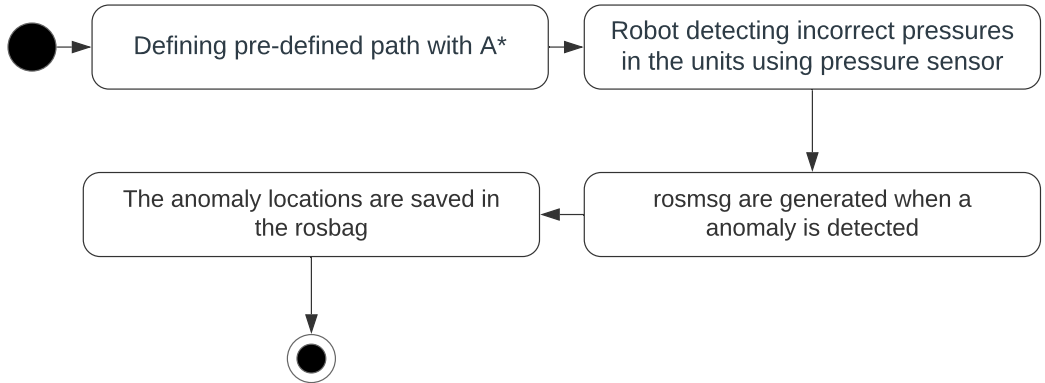 Defining pre-defined path with A*
Robot detecting incorrect pressures
in the units using pressure sensor
The anomaly locations are saved in
the rosbag
rosmsg are generated when a
anomaly is detected